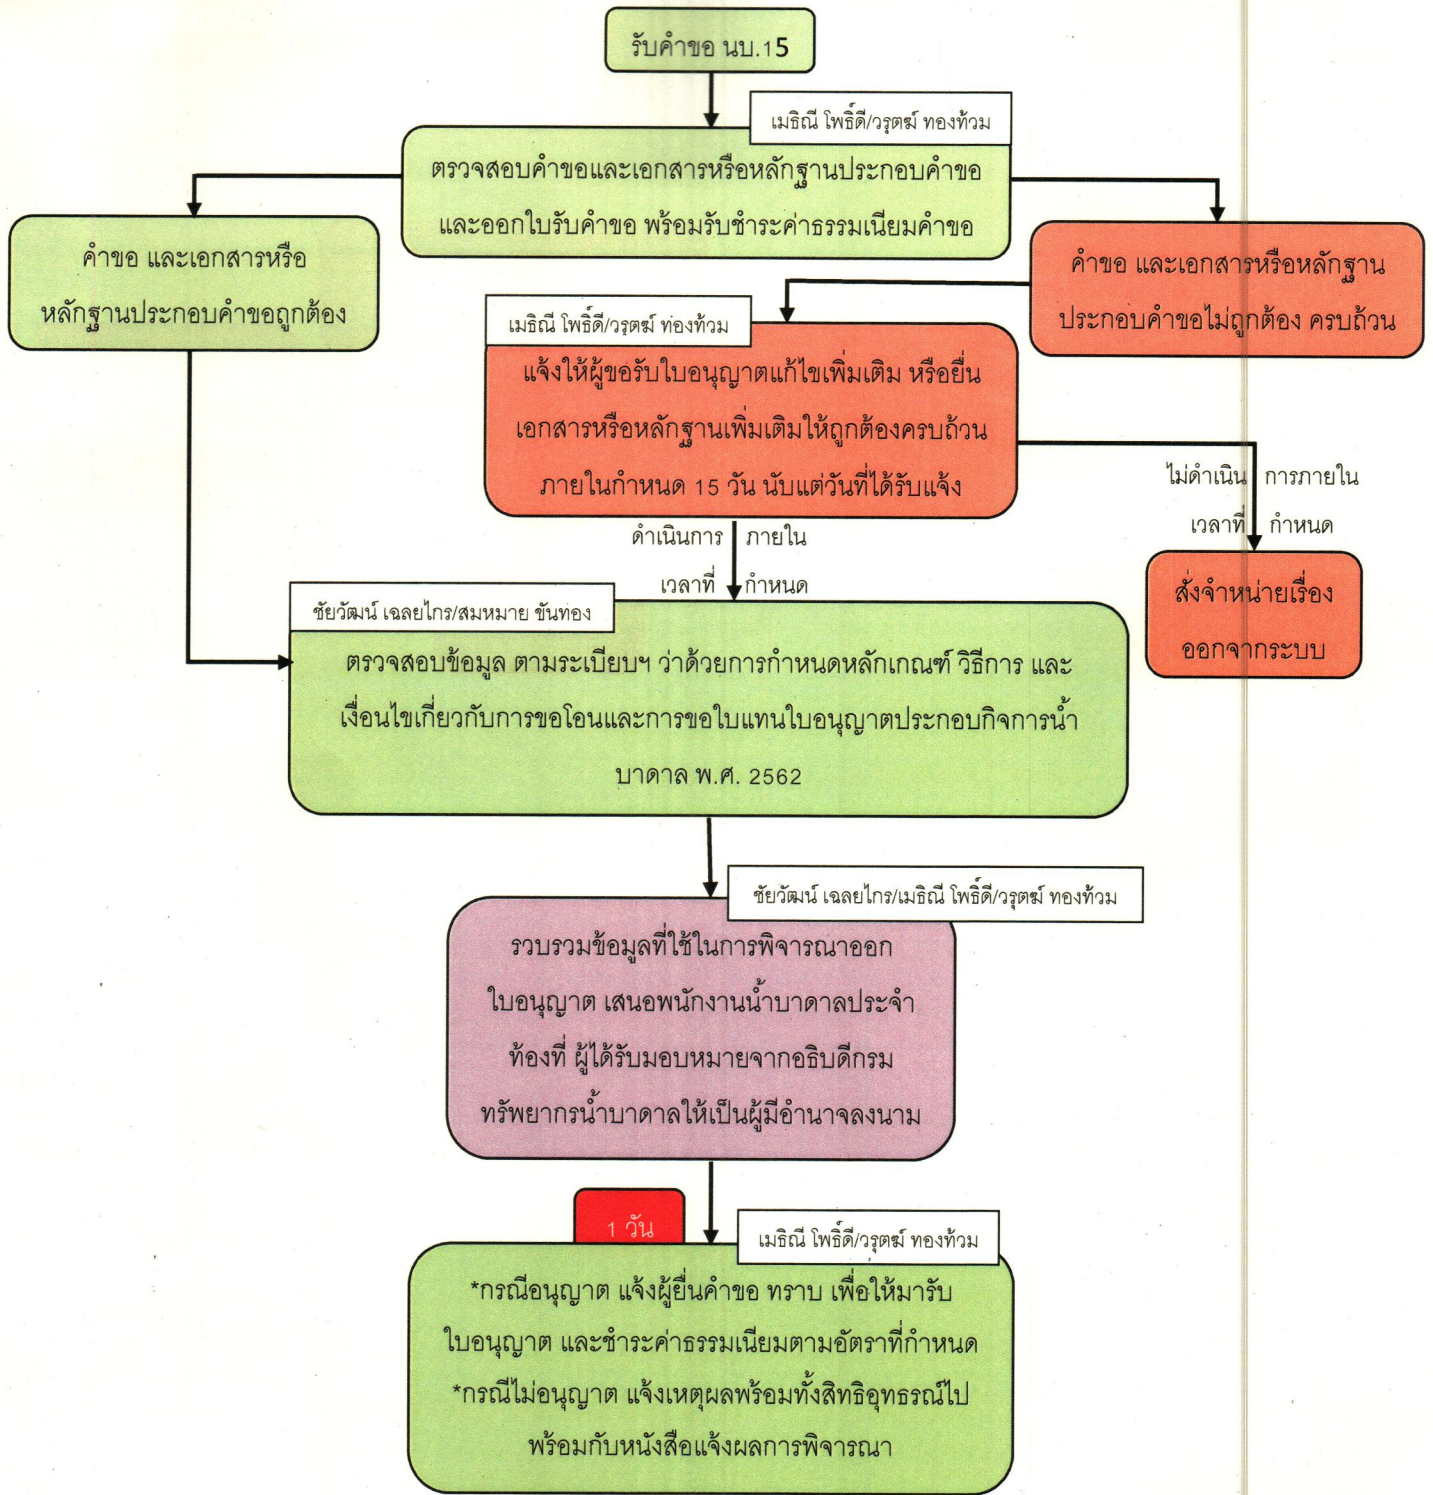 รับคำขอ นบ.15
เมธิณี โพธิ์ดี/วรุตฆ์ ทองท้วม
ตรวจสอบคำขอและเอกสารหรือหลักฐานประกอบคำขอ
และออกใบรับคำขอ พร้อมรับชำระค่าธรรมเนียมคำขอ
คำขอ และเอกสารหรือ
หลักฐานประกอบคำขอถูกต้อง
คำขอ และเอกสารหรือหลักฐาน
ประกอบคำขอไม่ถูกต้อง ครบถ้วน
เมธิณี โพธิ์ดี/วรุตฆ์ ทองท้วม
แจ้งให้ผู้ขอรับใบอนุญาตแก้ไขเพิ่มเติม หรือยื่น
เอกสารหรือหลักฐานเพิ่มเติมให้ถูกต้องครบถ้วน
ภายในกำหนด 15 วัน นับแต่วันที่ได้รับแจ้ง
ไม่ดำเนิน การภายใน
เวลาที่ กำหนด
ดำเนินการ ภายใน
เวลาที่ กำหนด
สั่งจำหน่ายเรื่อง
ออกจากระบบ
ชัยวัฒน์ เฉลยไกร/สมหมาย ขันทอง
ตรวจสอบข้อมูล ตามระเบียบฯ ว่าด้วยการกำหนดหลักเกณฑ์ วิธีการ และ
เงื่อนไขเกี่ยวกับการขอโอนและการขอใบแทนใบอนุญาตประกอบกิจการน้ำ
บาดาล พ.ศ. 2562
ชัยวัฒน์ เฉลยไกร/เมธิณี โพธิ์ดี/วรุตฆ์ ทองท้วม
รวบรวมข้อมูลที่ใช้ในการพิจารณาออก
ใบอนุญาต เสนอพนักงานน้ำบาดาลประจำ
ท้องที่ ผู้ได้รับมอบหมายจากอธิบดีกรม
ทรัพยากรน้ำบาดาลให้เป็นผู้มีอำนาจลงนาม
1 วัน
เมธิณี โพธิ์ดี/วรุตฆ์ ทองท้วม
*กรณีอนุญาต แจ้งผู้ยื่นคำขอ ทราบ เพื่อให้มารับ
ใบอนุญาต และชำระค่าธรรมเนียมตามอัตราที่กำหนด
*กรณีไม่อนุญาต แจ้งเหตุผลพร้อมทั้งสิทธิอุทธรณ์ไป
พร้อมกับหนังสือแจ้งผลการพิจารณา